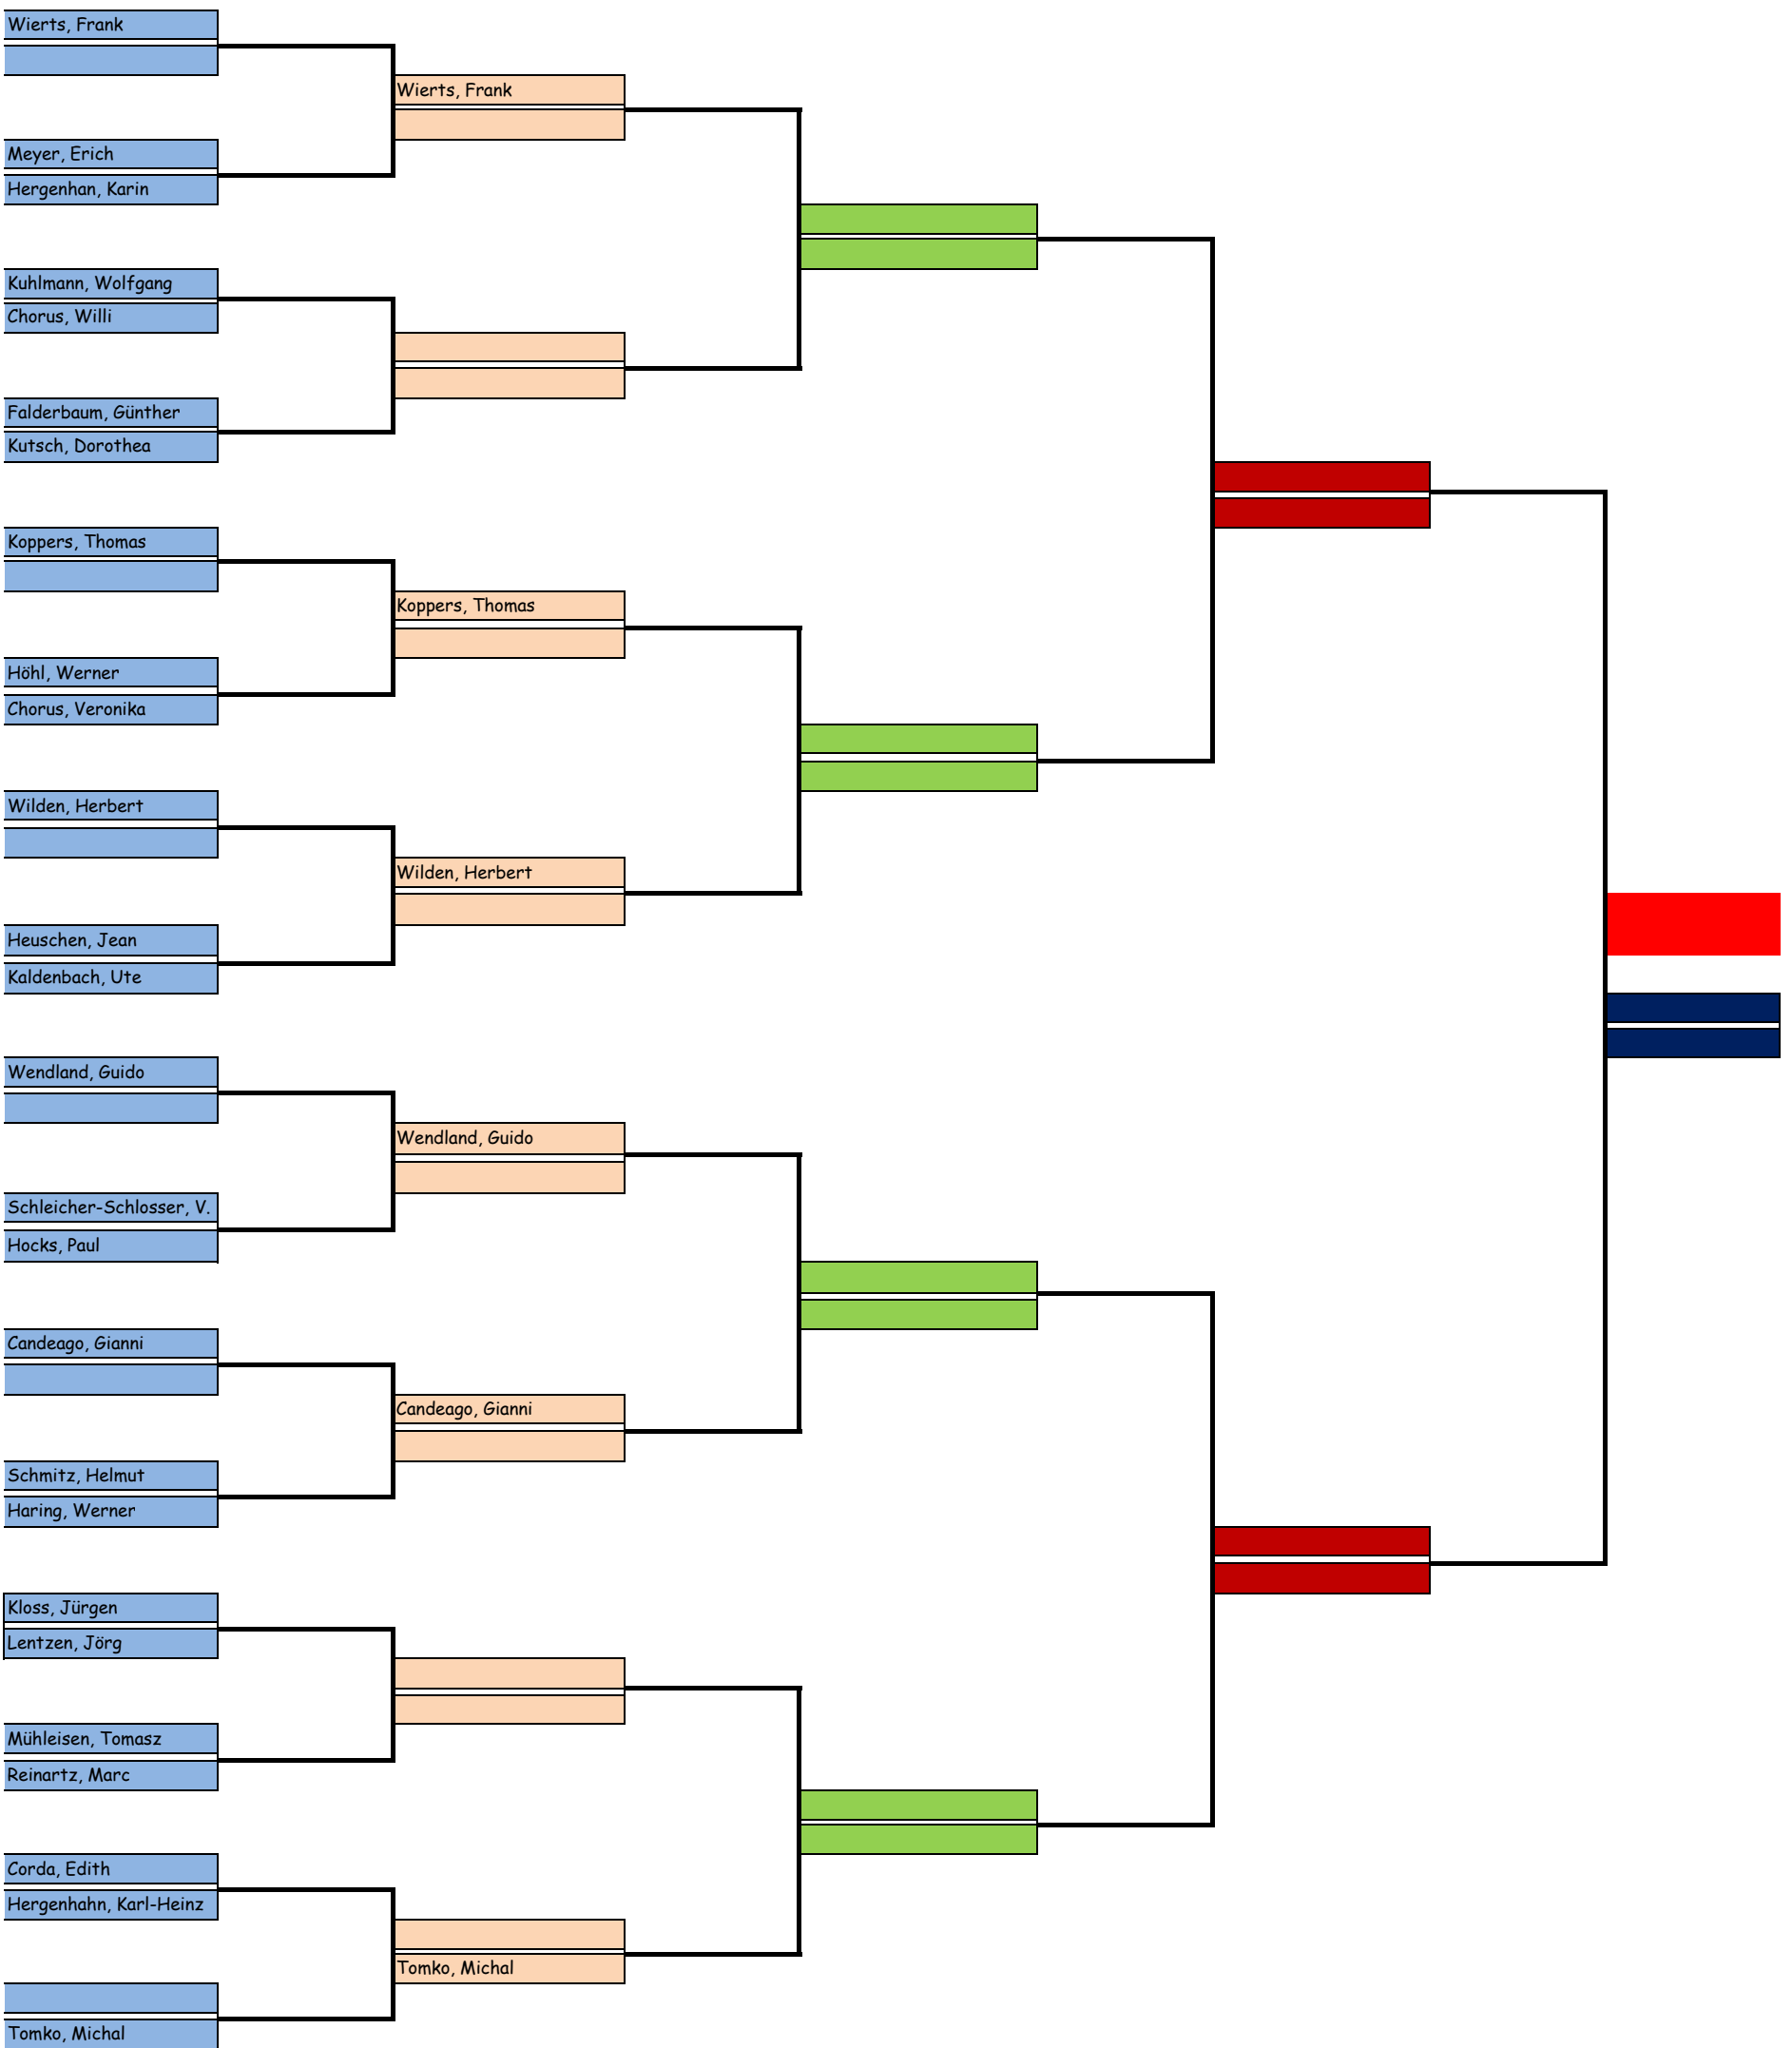 Wierts, Frank
Wierts, Frank
Meyer, Erich
Hergenhan, Karin
Kuhlmann, Wolfgang
Chorus, Willi
Falderbaum, Günther
Kutsch, Dorothea
Koppers, Thomas
Koppers, Thomas
Höhl, Werner
Chorus, Veronika
Wilden, Herbert
Wilden, Herbert
Heuschen, Jean
Kaldenbach, Ute
Wendland, Guido
Wendland, Guido
Schleicher-Schlosser, V.
Hocks, Paul
Candeago, Gianni
Candeago, Gianni
Schmitz, Helmut
Haring, Werner
Kloss, Jürgen
Lentzen, Jörg
Mühleisen, Tomasz
Reinartz, Marc
Corda, Edith
Hergenhahn, Karl-Heinz
Tomko, Michal
Tomko, Michal